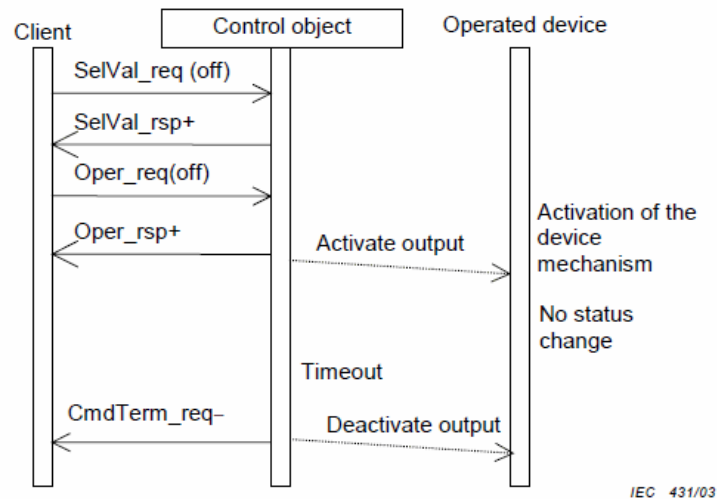 Client
Control object
Operated device
SelVal_req (off)
SelVal_rsp+
Oper_req(off)
Oper_rsp+
Activate output
Activation of the
device
mechanism
No status
change
Timeout
CmdTerm_req−
Deactivate output
IEC 431/03